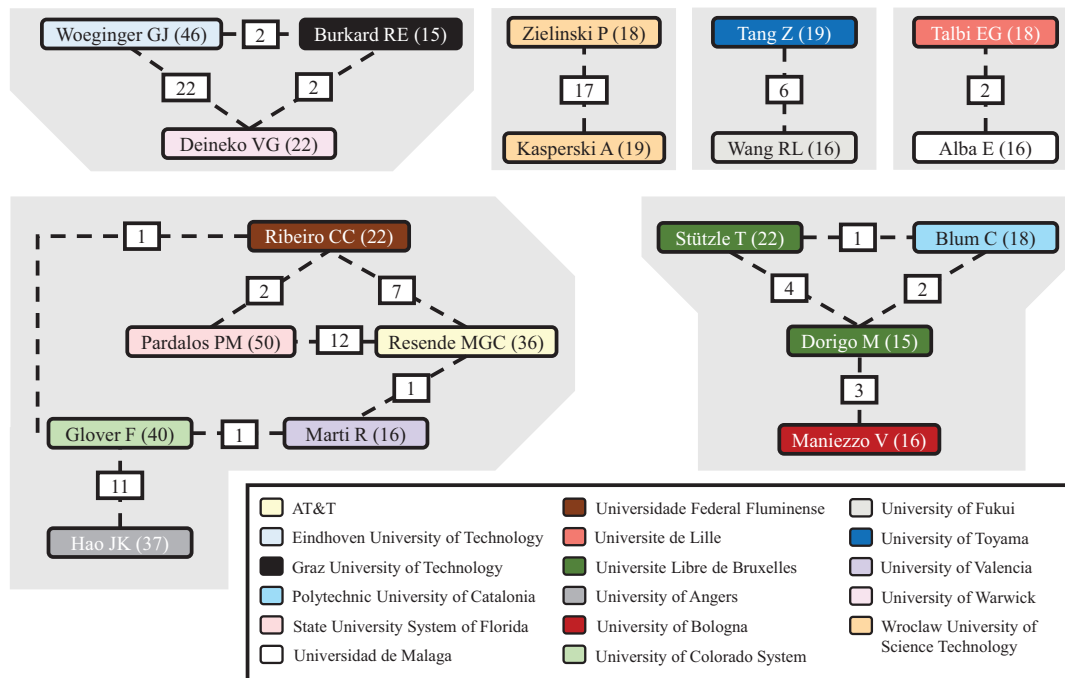 Woeginger GJ (46)
2
Burkard RE (15)
22
2
Deineko VG (22)
Zielinski P (18)
17
Kasperski A (19)
Tang Z (19)
6
Wang RL (16)
Talbi EG (18)
2
Alba E (16)
1
Ribeiro CC (22)
2
7
Pardalos PM (50)
12
Resende MGC (36)
1
Glover F (40)
1
Marti R (16)
11
Hao JK (37)
Stützle T (22)
1
Blum C (18)
4
2
Dorigo M (15)
3
Maniezzo V (16)
AT&T
Eindhoven University of Technology
Graz University of Technology
Polytechnic University of Catalonia
State University System of Florida
Universidad de Malaga
Universidade Federal Fluminense
Universite de Lille
Universite Libre de Bruxelles
University of Angers
University of Bologna
University of Colorado System
University of Fukui
University of Toyama
University of Valencia
University of Warwick
Wroclaw University of
Science Technology